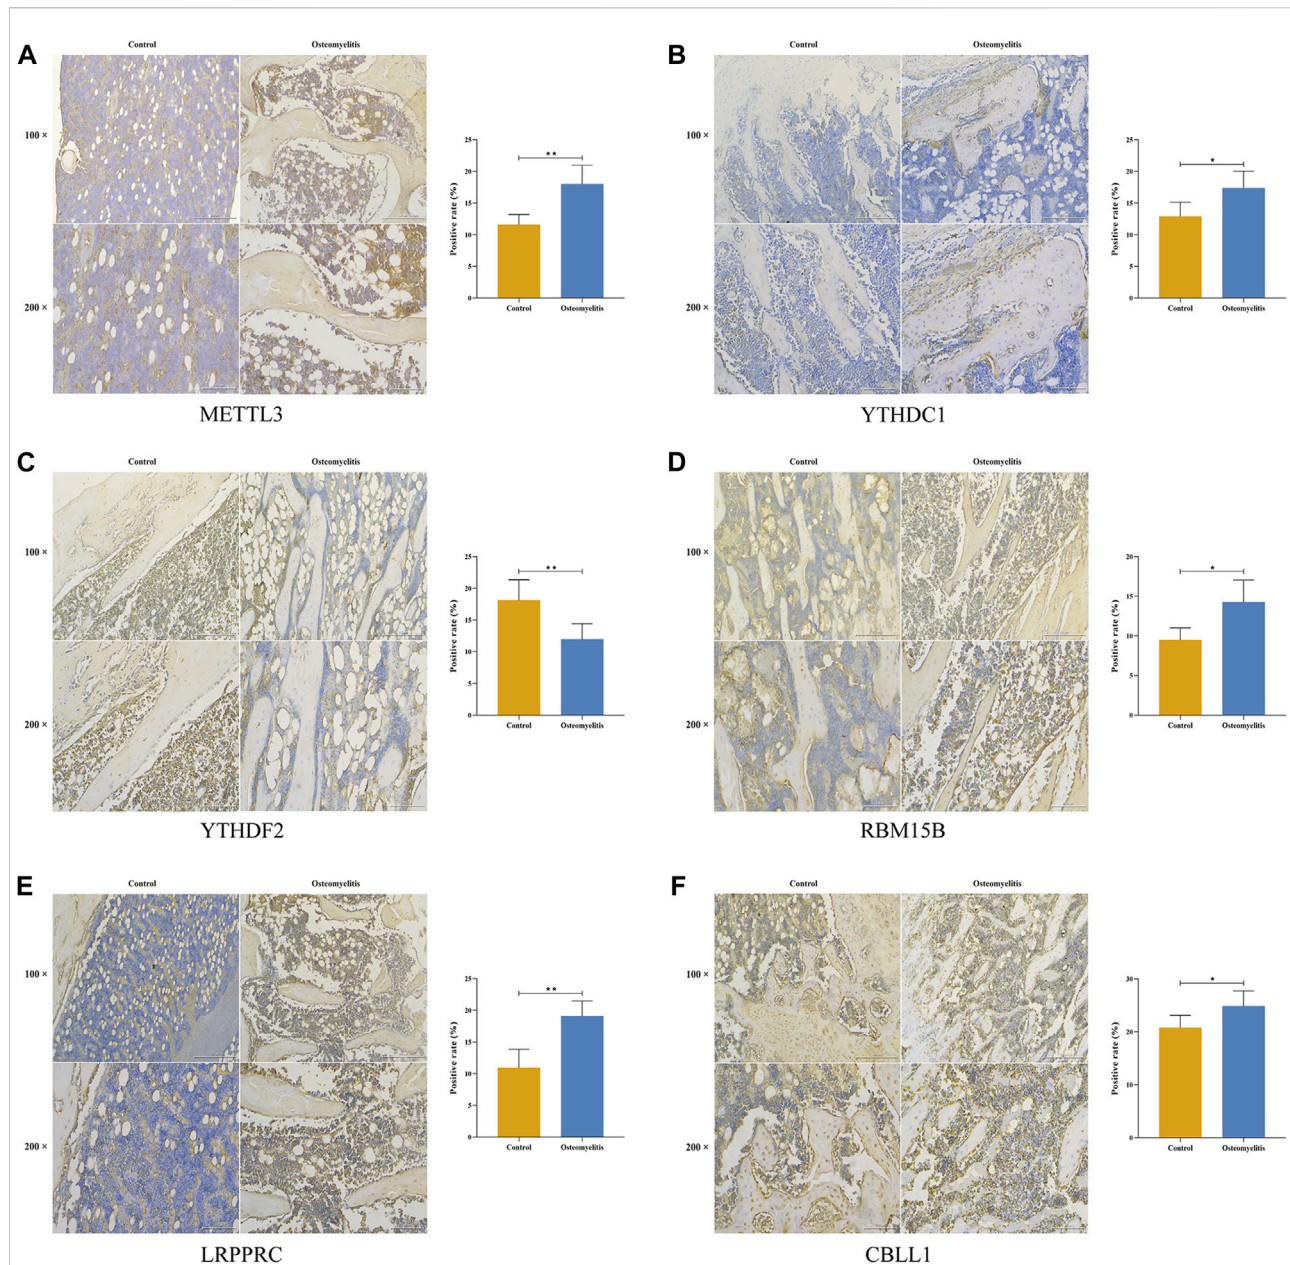 A
Control
Osteomyelitis
100 ×
200 ×
Positive rate (%)
25
20
15
10
5
0
**
Control
Osteomyelitis
METTL3
B
Control
Osteomyelitis
100 ×
200 ×
Positive rate (%)
25
20
15
10
5
0
*
Control
Osteomyelitis
YTHDC1
C
Control
Osteomyelitis
100 ×
200 ×
Positive rate (%)
25
20
15
10
5
0
**
Control
Osteomyelitis
YTHDF2
D
Control
Osteomyelitis
100 ×
200 ×
Positive rate (%)
20
15
10
5
0
*
Control
Osteomyelitis
RBM15B
E
Control
Osteomyelitis
100 ×
200 ×
Positive rate (%)
25
20
15
10
5
0
**
Control
Osteomyelitis
LRPPRC
F
Control
Osteomyelitis
100 ×
200 ×
Positive rate (%)
30
20
10
0
*
Control
Osteomyelitis
CBLL1